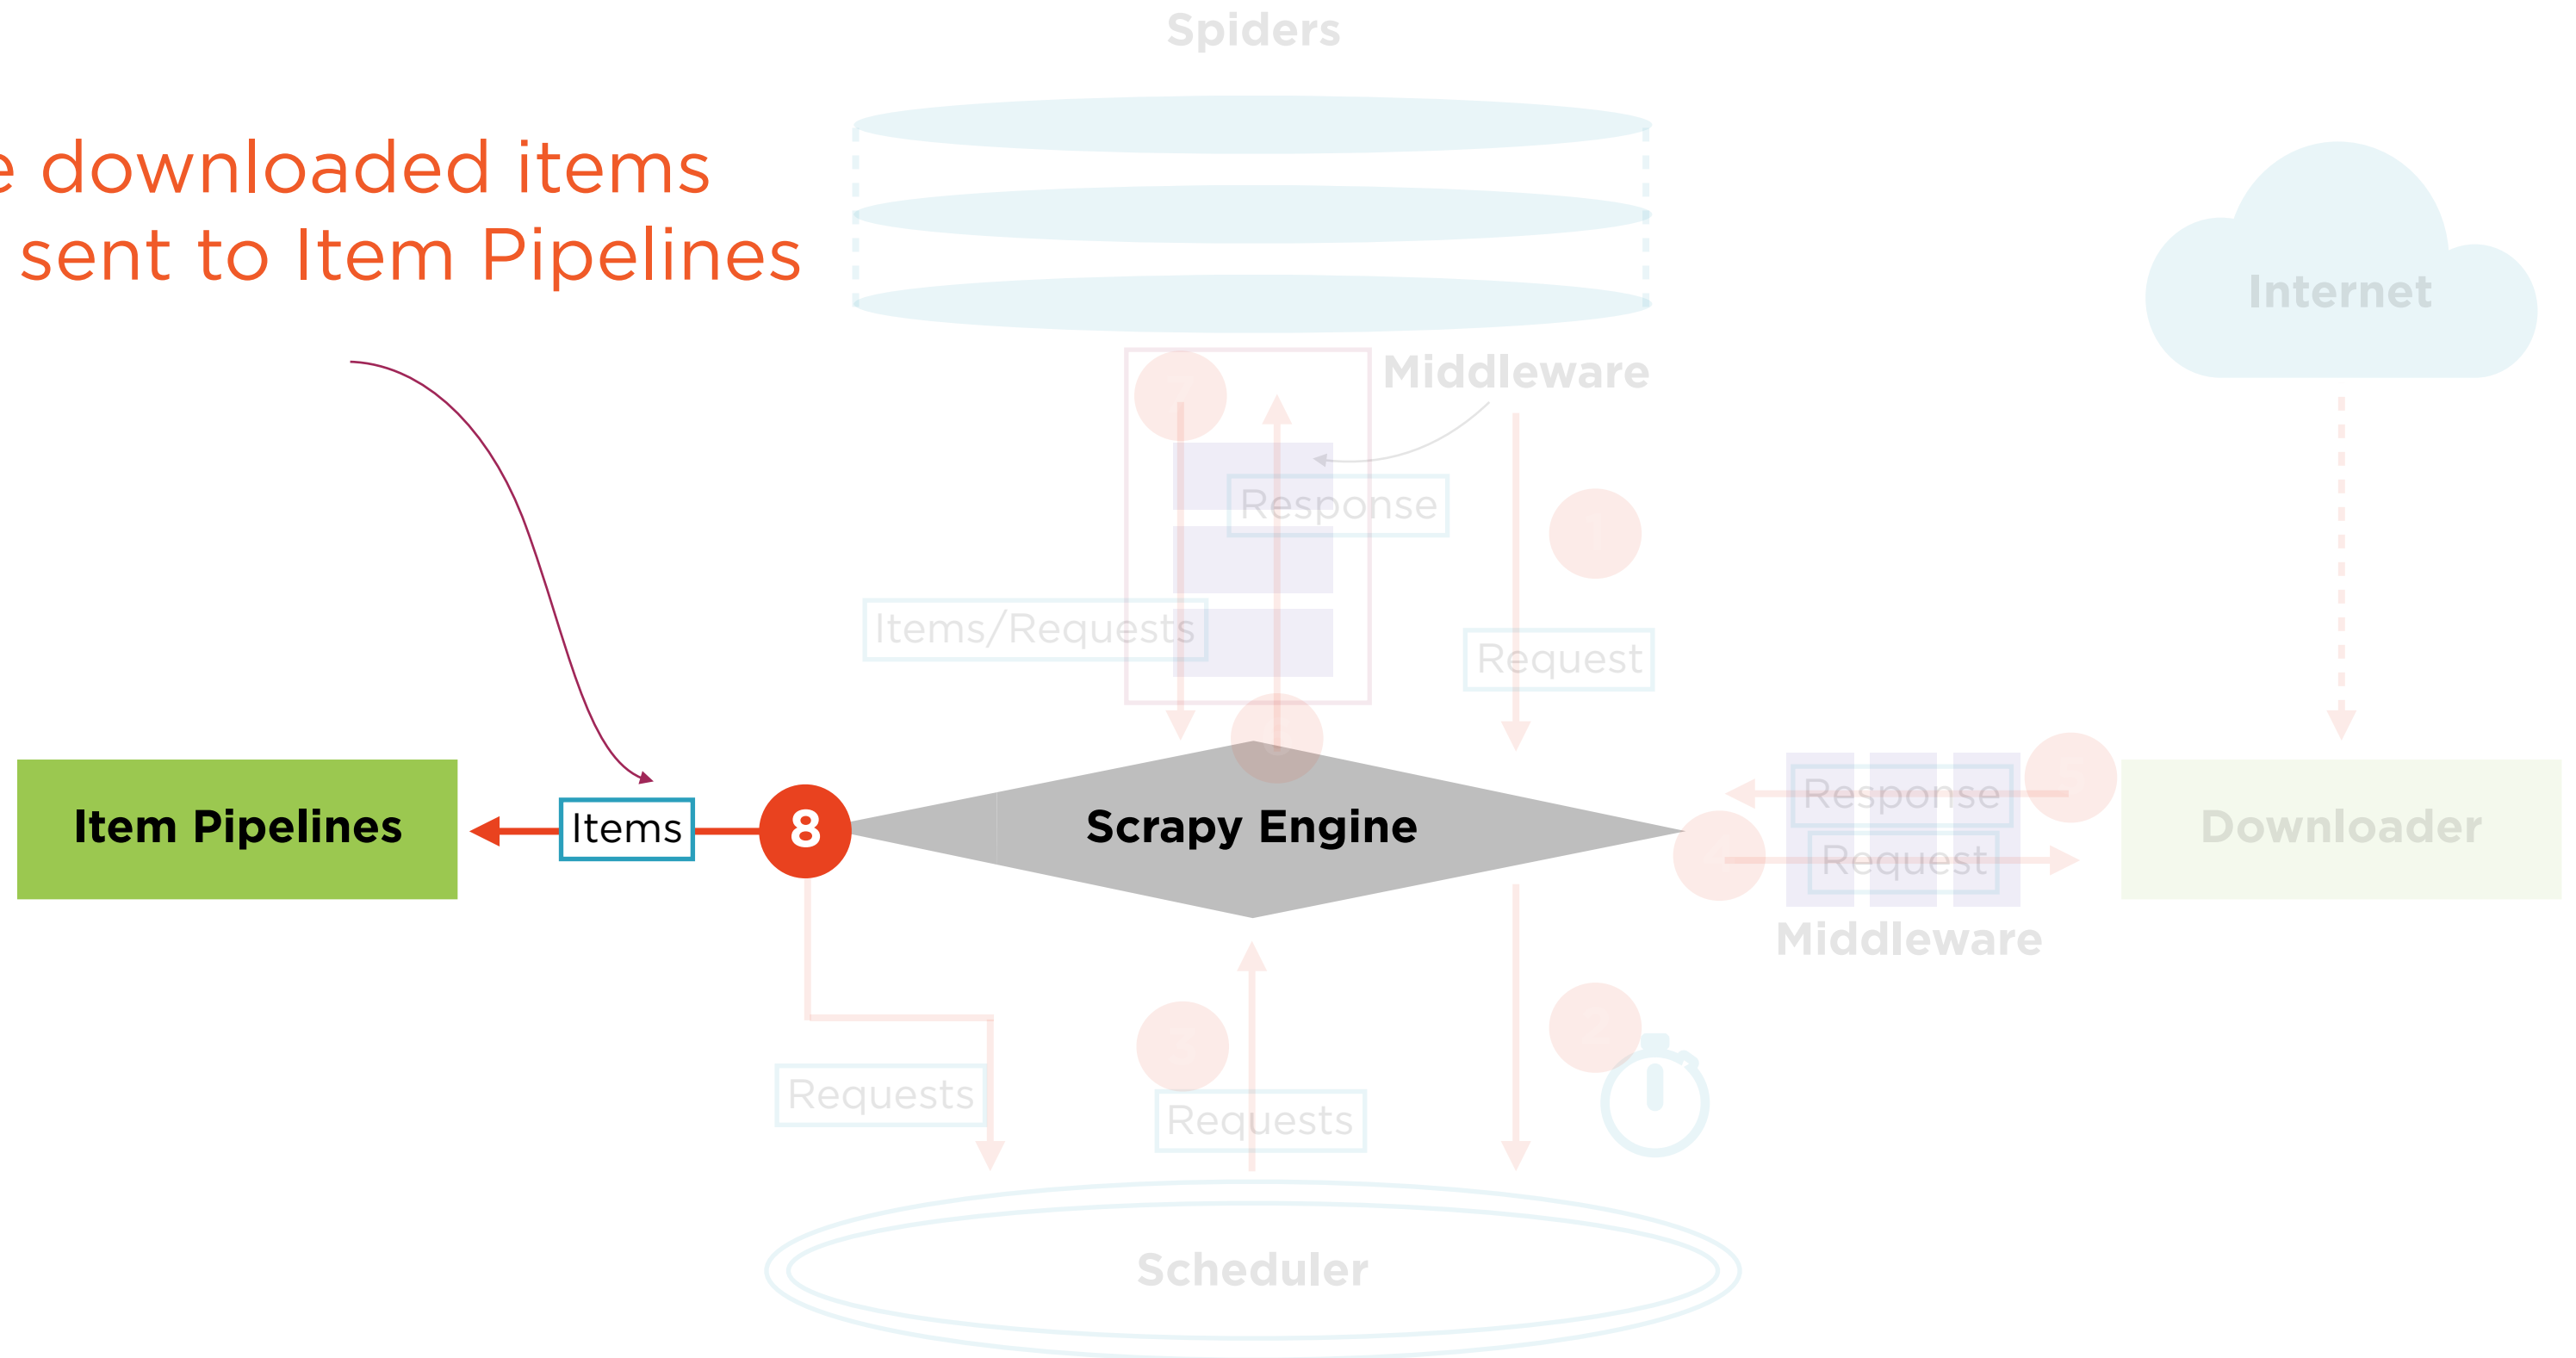 Spiders
e downloaded items
sent to Item Pipelines
Internet
Middleware
Response
Items/Requests
Request
Item Pipelines
Items
8
Scrapy Engine
Response
Request
Downloader
Middleware
Requests
Requests
Scheduler